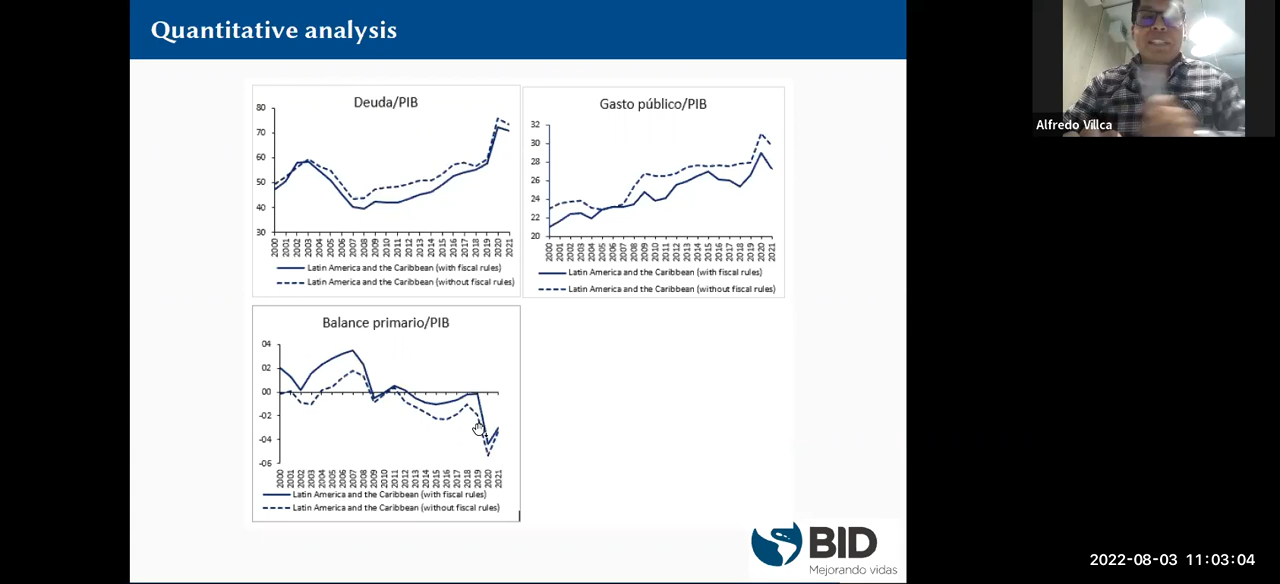 Quantitative analysis
Alfredo Villca
Deuda/PIB
80
70
60
50
40
30
2000 2001 2002 2003 2004 2005 2006 2007 2008 2009 2010 2011 2012 2013 2014 2015 2016 2017 2018 2019 2020 2021
Latin America and the Caribbean (with fiscal rules)
Latin America and the Caribbean (without fiscal rules)
Gasto público/PIB
32
30
28
26
24
22
20
2000 2001 2002 2003 2004 2005 2006 2007 2008 2009 2010 2011 2012 2013 2014 2015 2016 2017 2018 2019 2020 2021
Latin America and the Caribbean (with fiscal rules)
Latin America and the Caribbean (without fiscal rules)
Balance primario/PIB
04
02
00
-02
-04
-06
2000 2001 2002 2003 2004 2005 2006 2007 2008 2009 2010 2011 2012 2013 2014 2015 2016 2017 2018 2019 2020 2021
Latin America and the Caribbean (with fiscal rules)
Latin America and the Caribbean (without fiscal rules)
BID
Mejorando vidas
2022-08-03 11:03:04